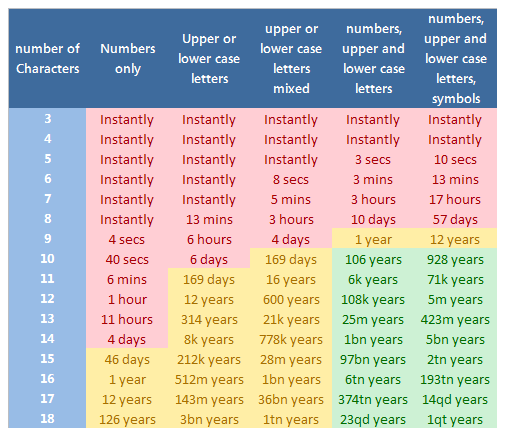 number of Characters Numbers only Upper or lower case letters upper or lower case letters mixed numbers, upper and lower case letters numbers, upper and lower case letters, symbols
3 Instantly Instantly Instantly Instantly Instantly
4 Instantly Instantly Instantly Instantly Instantly
5 Instantly Instantly Instantly 3 secs 10 secs
6 Instantly Instantly 8 secs 3 mins 13 mins
7 Instantly Instantly 5 mins 3 hours 17 hours
8 Instantly 13 mins 3 hours 10 days 57 days
9 4 secs 6 hours 4 days 1 year 12 years
10 40 secs 6 days 169 days 106 years 928 years
11 6 mins 169 days 16 years 6k years 71k years
12 1 hour 12 years 600 years 108k years 5m years
13 11 hours 314 years 21k years 25m years 423m years
14 4 days 8k years 778k years 1bn years 5bn years
15 46 days 212k years 28m years 97bn years 2tn years
16 1 year 512m years 1bn years 6tn years 193tn years
17 12 years 143m years 36bn years 374tn years 14qd years
18 126 years 3bn years 1tn years 23qd years 1qt years